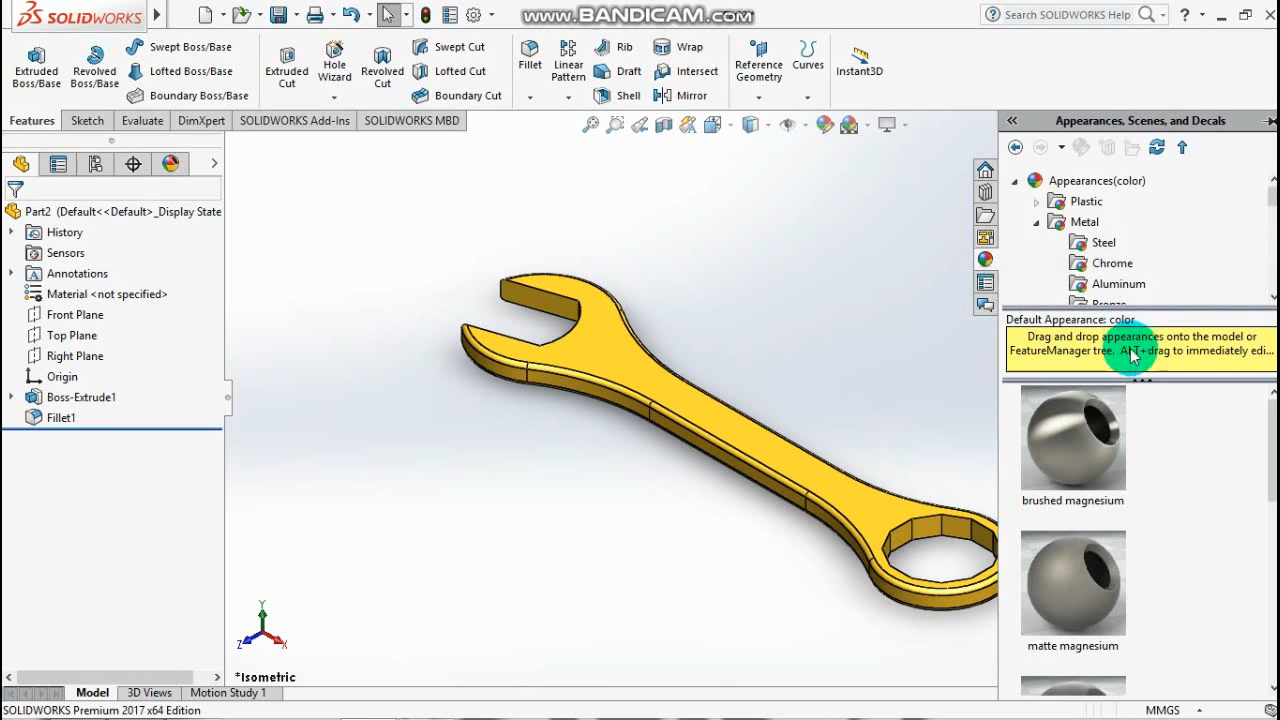 SOLIDWORKS
www.BANDICAM.com
Search SOLIDWORKS Help
?
Extruded Boss/Base
Revolved Boss/Base
Swept Boss/Base
Lofted Boss/Base
Boundary Boss/Base
Extruded Cut
Hole Wizard
Revolved Cut
Swept Cut
Lofted Cut
Boundary Cut
Fillet
Linear Pattern
Rib
Draft
Shell
Wrap
Intersect
Mirror
Reference Geometry
Curves
Instant3D
Features
Sketch
Evaluate
DimXpert
SOLIDWORKS Add-Ins
SOLIDWORKS MBD
Part2 (Default<<Default>_Display State
History
Sensors
Annotations
Material <not specified>
Front Plane
Top Plane
Right Plane
Origin
Boss-Extrude1
Fillet1
Y
Z
X
*Isometric
Appearances, Scenes, and Decals
Appearances(color)
Plastic
Metal
Steel
Chrome
Aluminum
Bronze
Default Appearance: color
Drag and drop appearances onto the model or
FeatureManager tree. ALT+drag to immediately edi...
brushed magnesium
matte magnesium
Model
3D Views
Motion Study 1
SOLIDWORKS Premium 2017 x64 Edition
MMGS